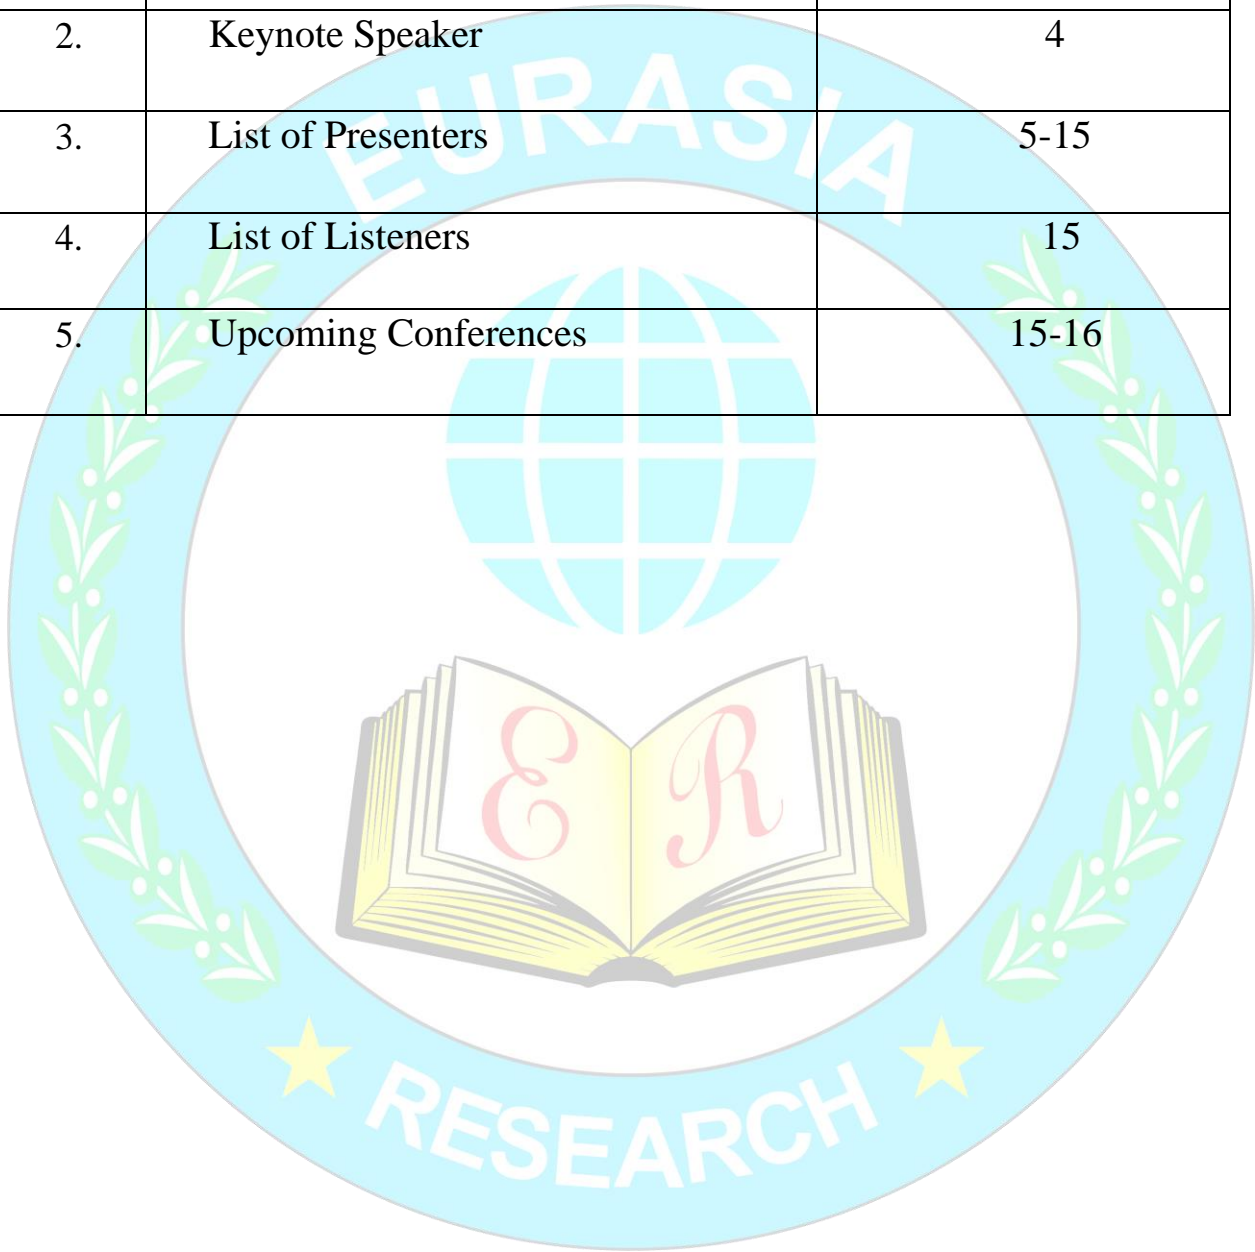 2. Keynote Speaker 4
3. List of Presenters 5-15
4. List of Listeners 15
5. Upcoming Conferences 15-16
EURASIA
E R
RESEARCH